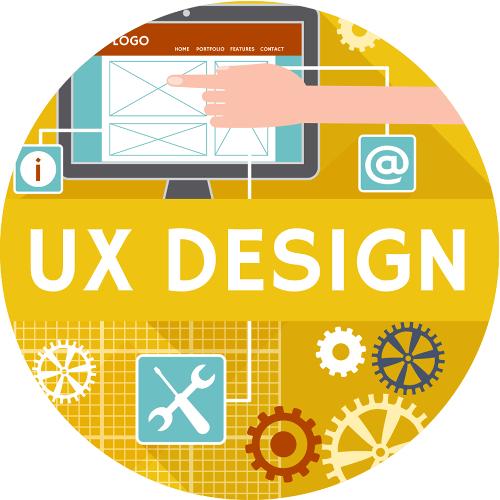 LOGO
HOME PORTFOLIO FEATURES CONTACT
i
@
UX DESIGN